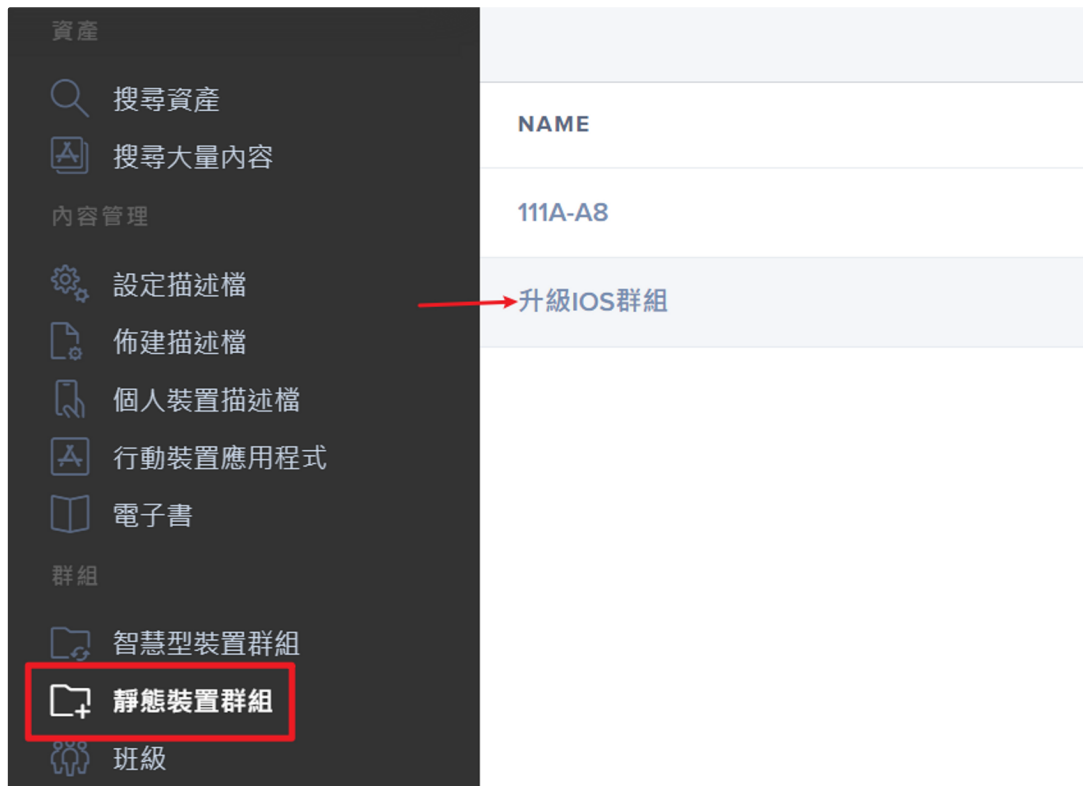 資產
搜尋資產
搜尋大量內容
內容管理
設定描述檔
佈建描述檔
個人裝置描述檔
行動裝置應用程式
電子書
群組
智慧型裝置群組
靜態裝置群組
班級
NAME
111A-A8
升級IOS群組